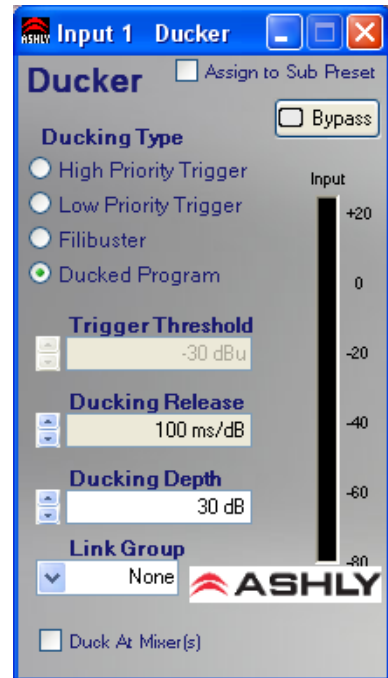 ASHLY Input 1 Ducker
Ducker
Assign to Sub Preset
Bypass
Ducking Type
High Priority Trigger
Low Priority Trigger
Filibuster
Ducked Program
Input
+20
0
-20
-40
-60
-80
Trigger Threshold
-30 dBu
Ducking Release
100 ms/dB
Ducking Depth
30 dB
Link Group
None
ASHLY
Duck At Mixer(s)